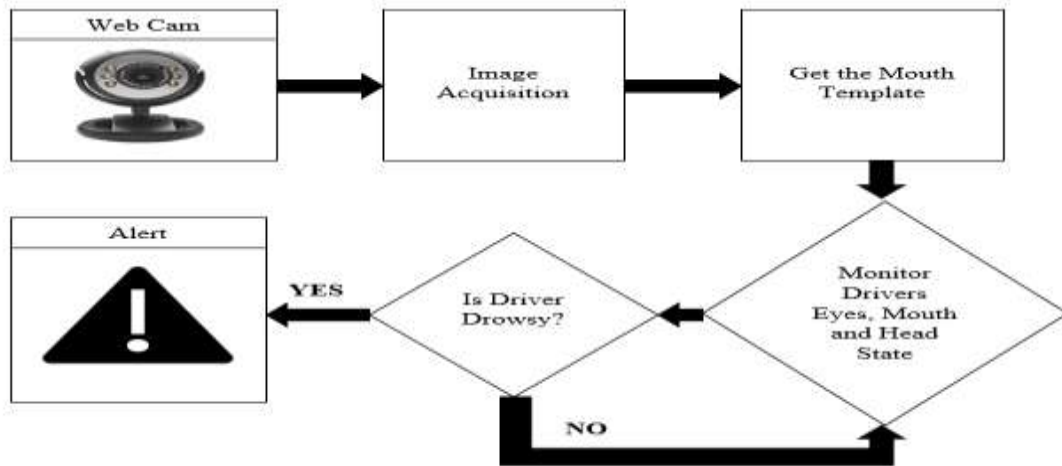 Web Cam
Image
Acquisition
Get the Mouth
Template
Monitor
Drivers
Eyes, Mouth
and Head
State
Is Driver
Drowsy?
YES
NO
Alert